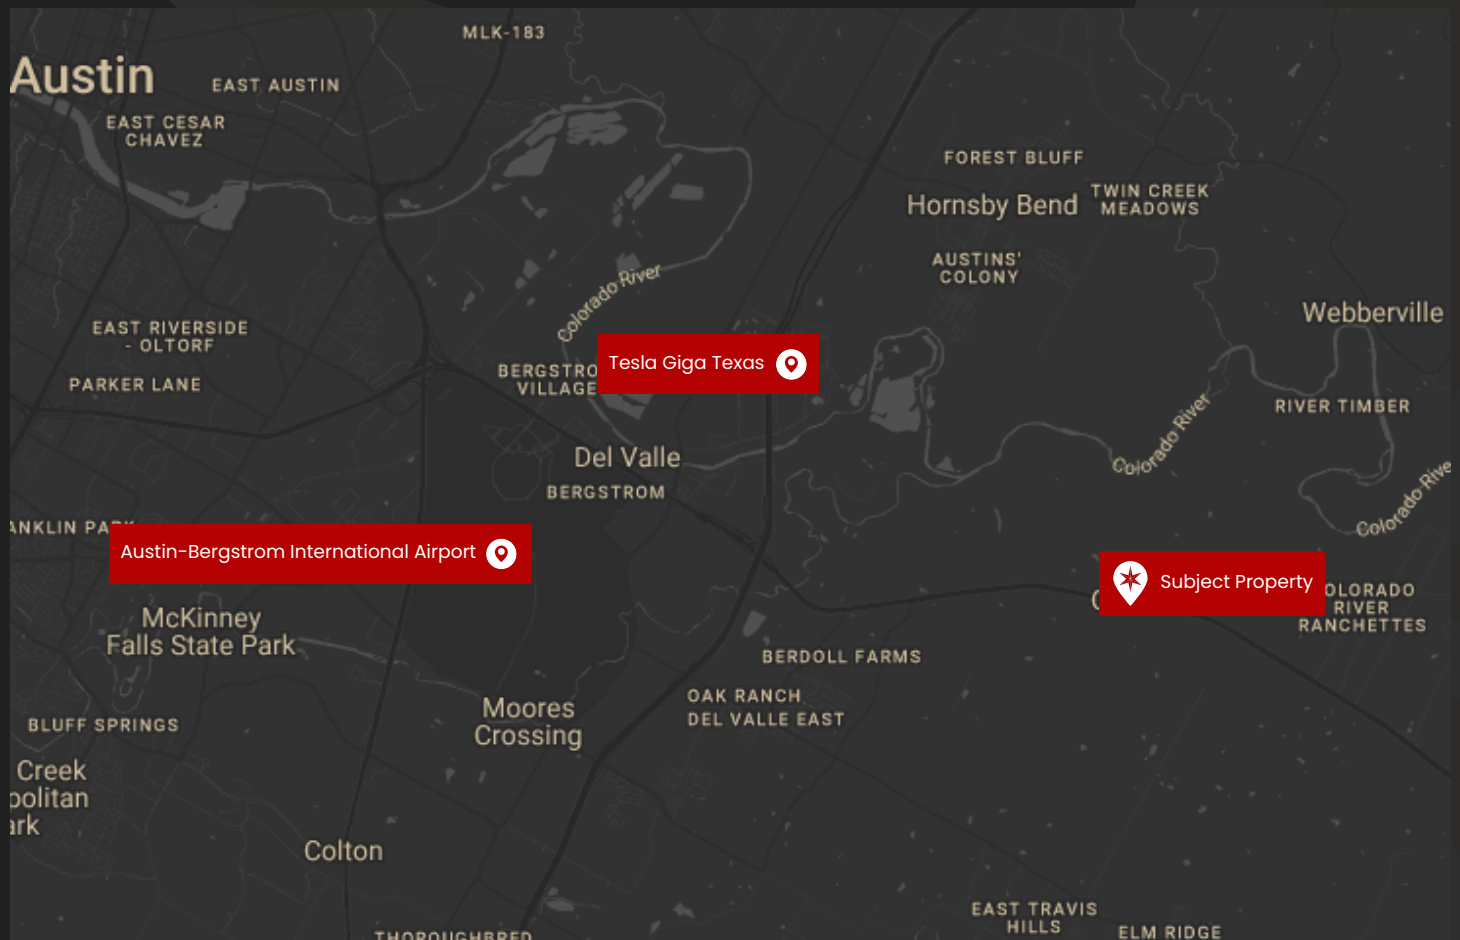 MLK-183
Austin
EAST AUSTIN
EAST CESAR
CHAVEZ
FOREST BLUFF
Hornsby Bend
TWIN CREEK
MEADOWS
AUSTINS'
COLONY
Colorado River
Webberville
EAST RIVERSIDE
- OLTORF
PARKER LANE
BERGSTRO
VILLAGE
Tesla Giga Texas
Colorado River
RIVER TIMBER
Del Valle
BERGSTROM
Colorado Rive
ANKLIN PARK
Austin-Bergstrom International Airport
Subject Property
OLORADO
RIVER
RANCHETTES
McKinney
Falls State Park
BERDOLL FARMS
OAK RANCH
DEL VALLE EAST
Moores
Crossing
BLUFF SPRINGS
Creek
politan
ark
Colton
EAST TRAVIS
HILLS
ELM RIDGE
THOROUGHBRED